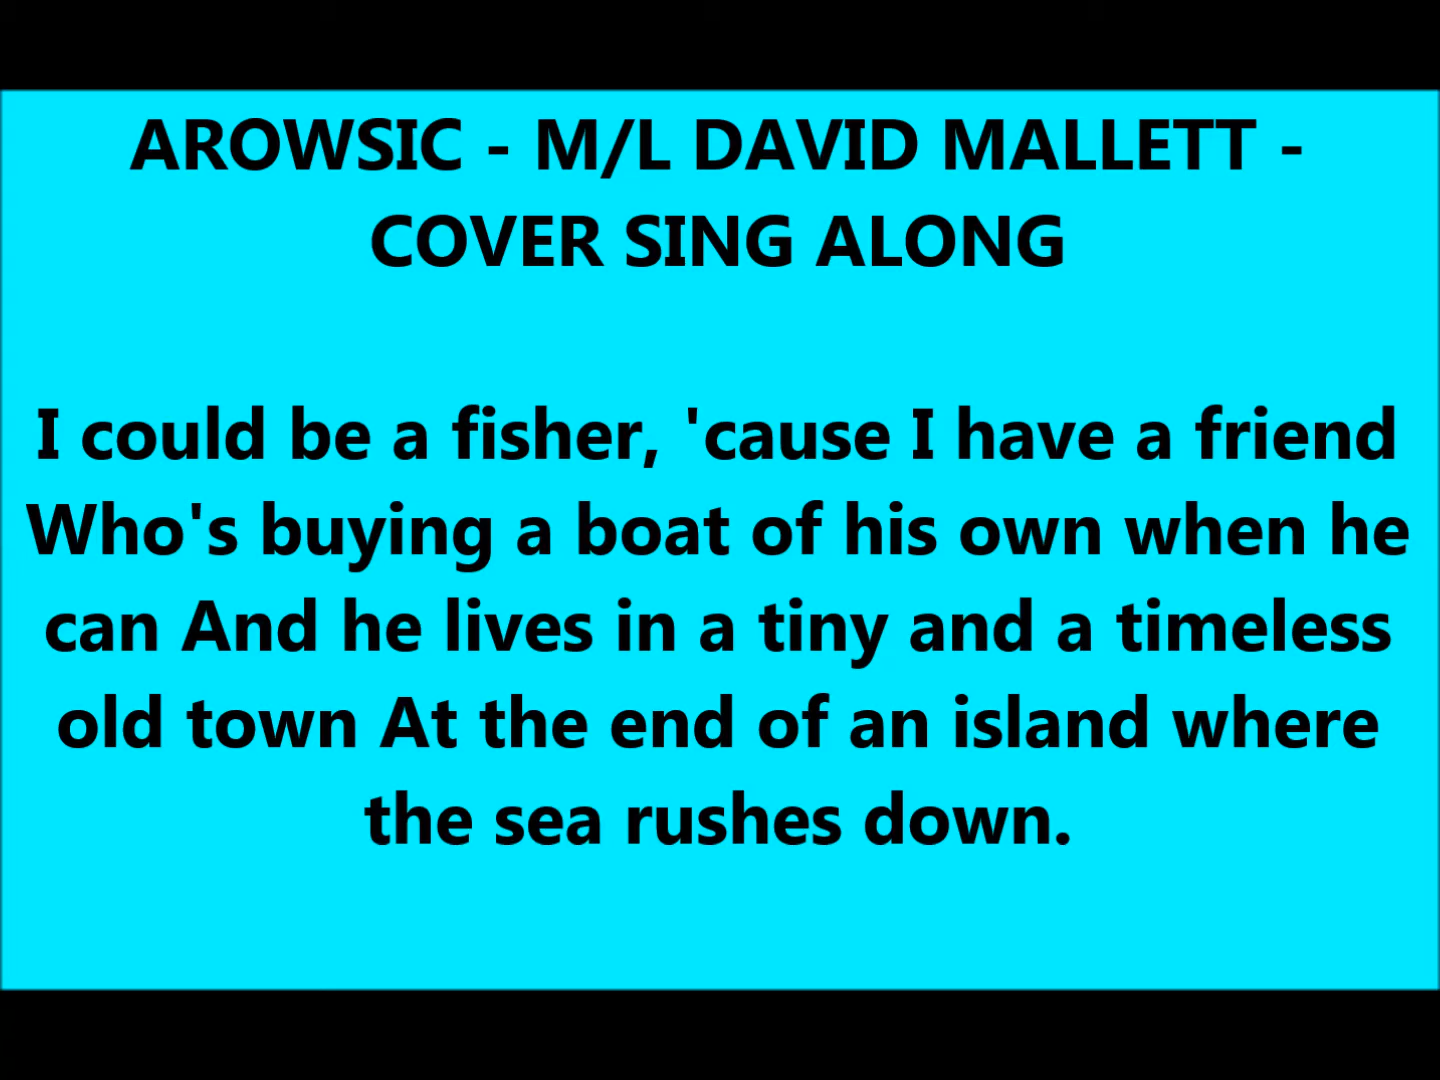 AROWSIC - M/L DAVID MALLETT -
COVER SING ALONG
I could be a fisher, 'cause I have a friend
Who's buying a boat of his own when he
can And he lives in a tiny and a timeless
old town At the end of an island where
the sea rushes down.